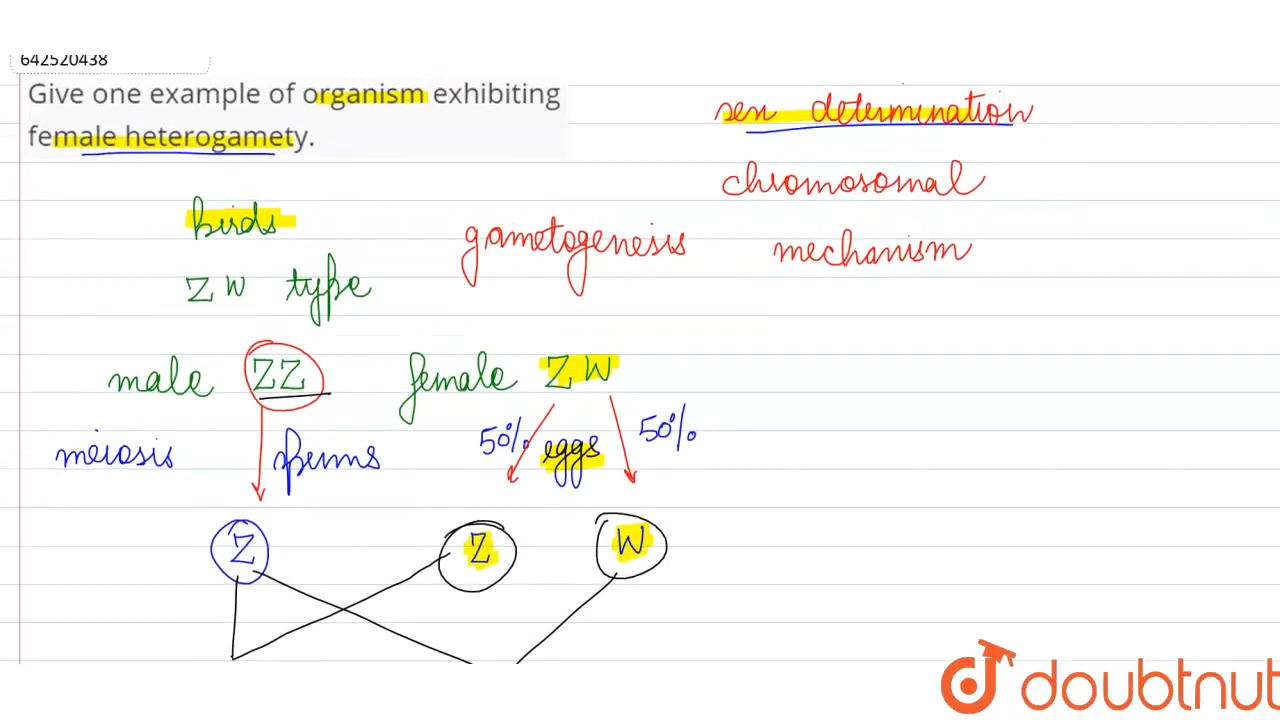 642520438
Give one example of organism exhibiting
female heterogamety.
sex determination
chromosomal
mechanism
gametogenesis
birds
ZW type
male ZZ female ZW
meiosis sperms 50% eggs 50%
Z Z W
doubtnut